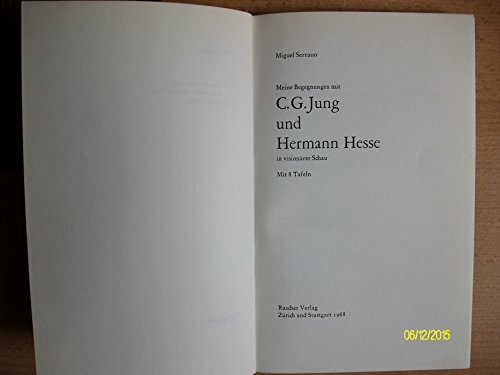 Miguel Serrano
Meine Begegnungen mit
C.G.Jung
und
Hermann Hesse
in visionärer Schau
Mit 8 Tafeln
Rascher Verlag
Zürich und Stuttgart 1968
06/12/2015